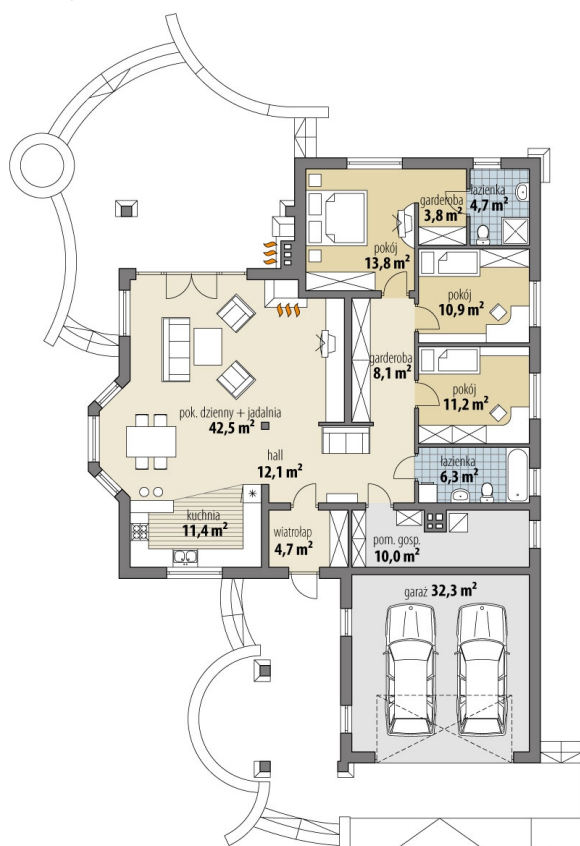 łazienka
4,7 m²
garderoba
3,8 m²
pokój
13,8 m²
pokój
10,9 m²
garderoba
8,1 m²
pokój
11,2 m²
pok. dzienny + jadalnia
42,5 m²
hall
12,1 m²
łazienka
6,3 m²
kuchnia
11,4 m²
wiatrołap
4,7 m²
pom. gosp.
10,0 m²
garaż 32,3 m²